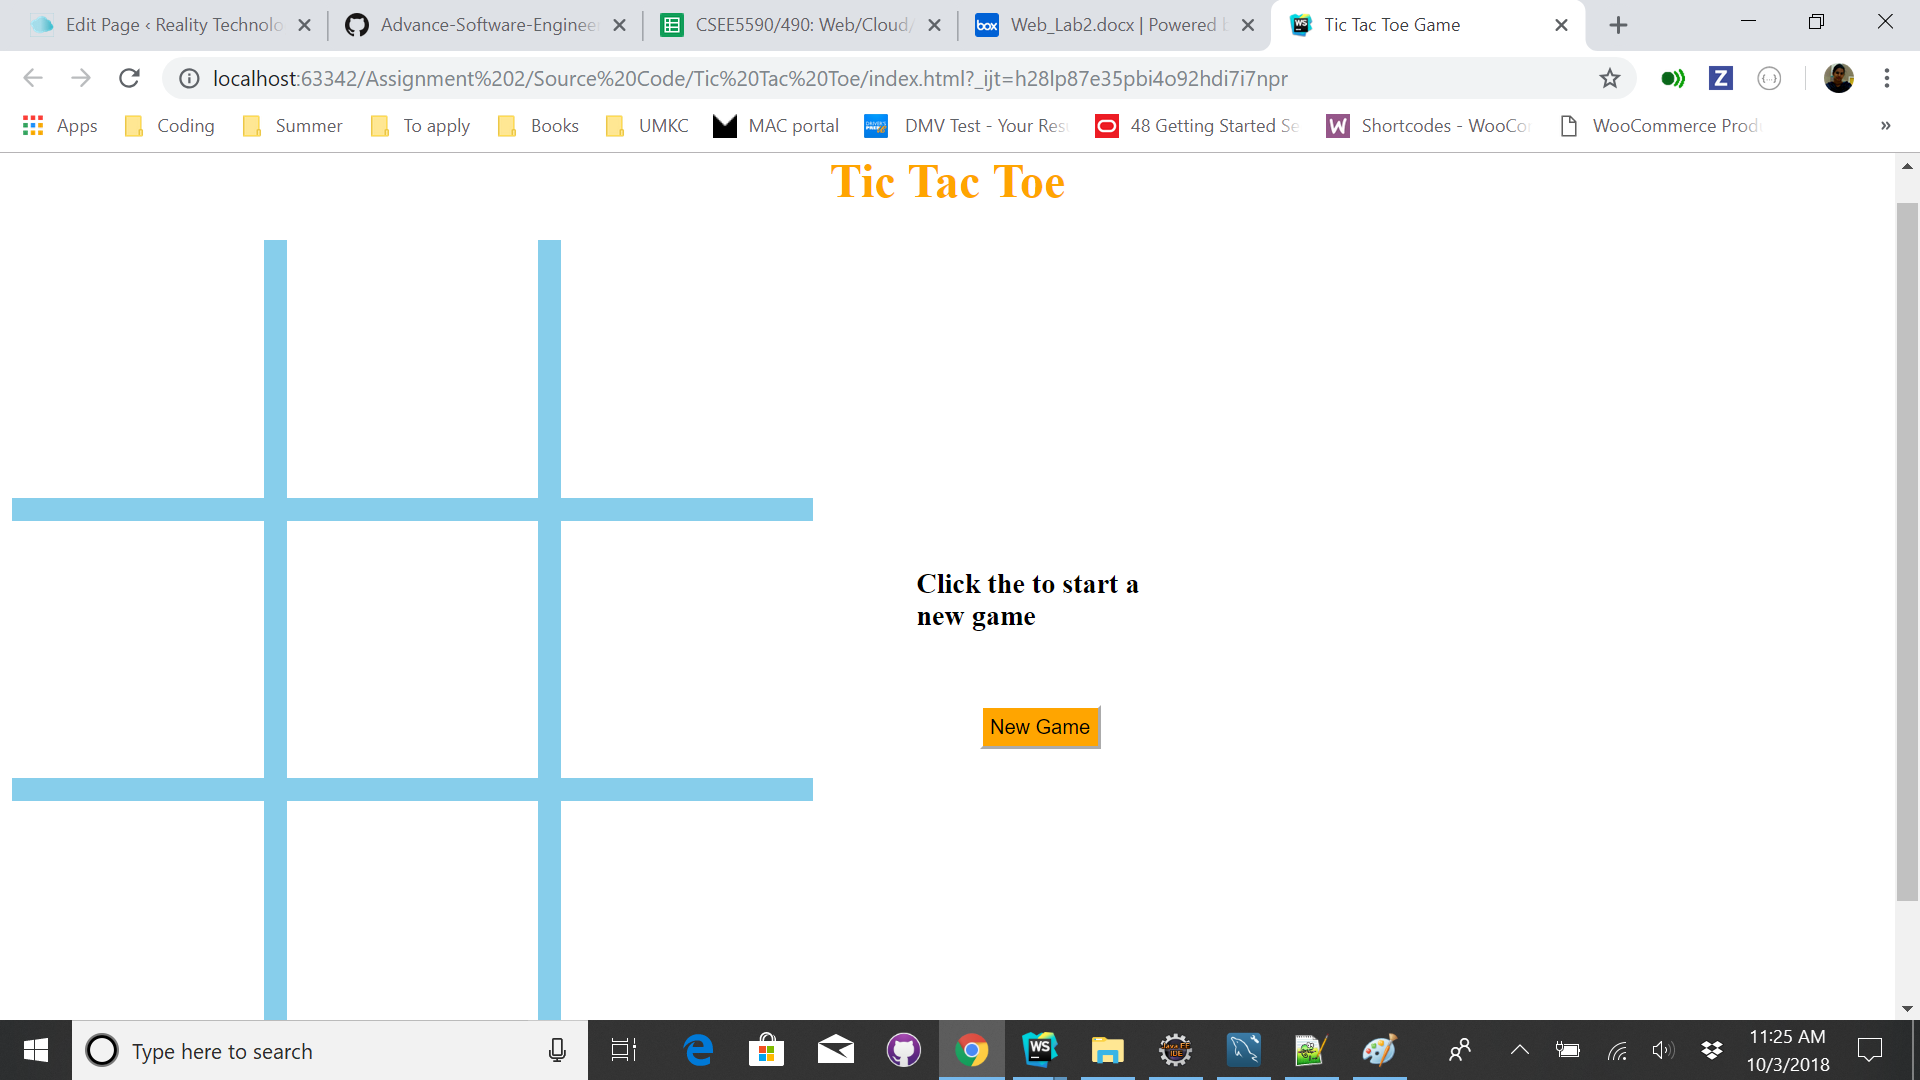 Edit Page ‹ Reality Technolo
Advance-Software-Engineer
CSEE5590/490: Web/Cloud/
Web_Lab2.docx | Powered b
Tic Tac Toe Game
localhost:63342/Assignment%202/Source%20Code/Tic%20Tac%20Toe/index.html?_ijt=h28lp87e35pbi4o92hdi7i7npr
Z
Apps
Coding
Summer
To apply
Books
UMKC
MAC portal
DMV Test - Your Res
48 Getting Started Se
Shortcodes - WooCo
WooCommerce Prod
»
Tic Tac Toe
Click the to start a
new game
New Game
Type here to search
WS
11:25 AM
10/3/2018